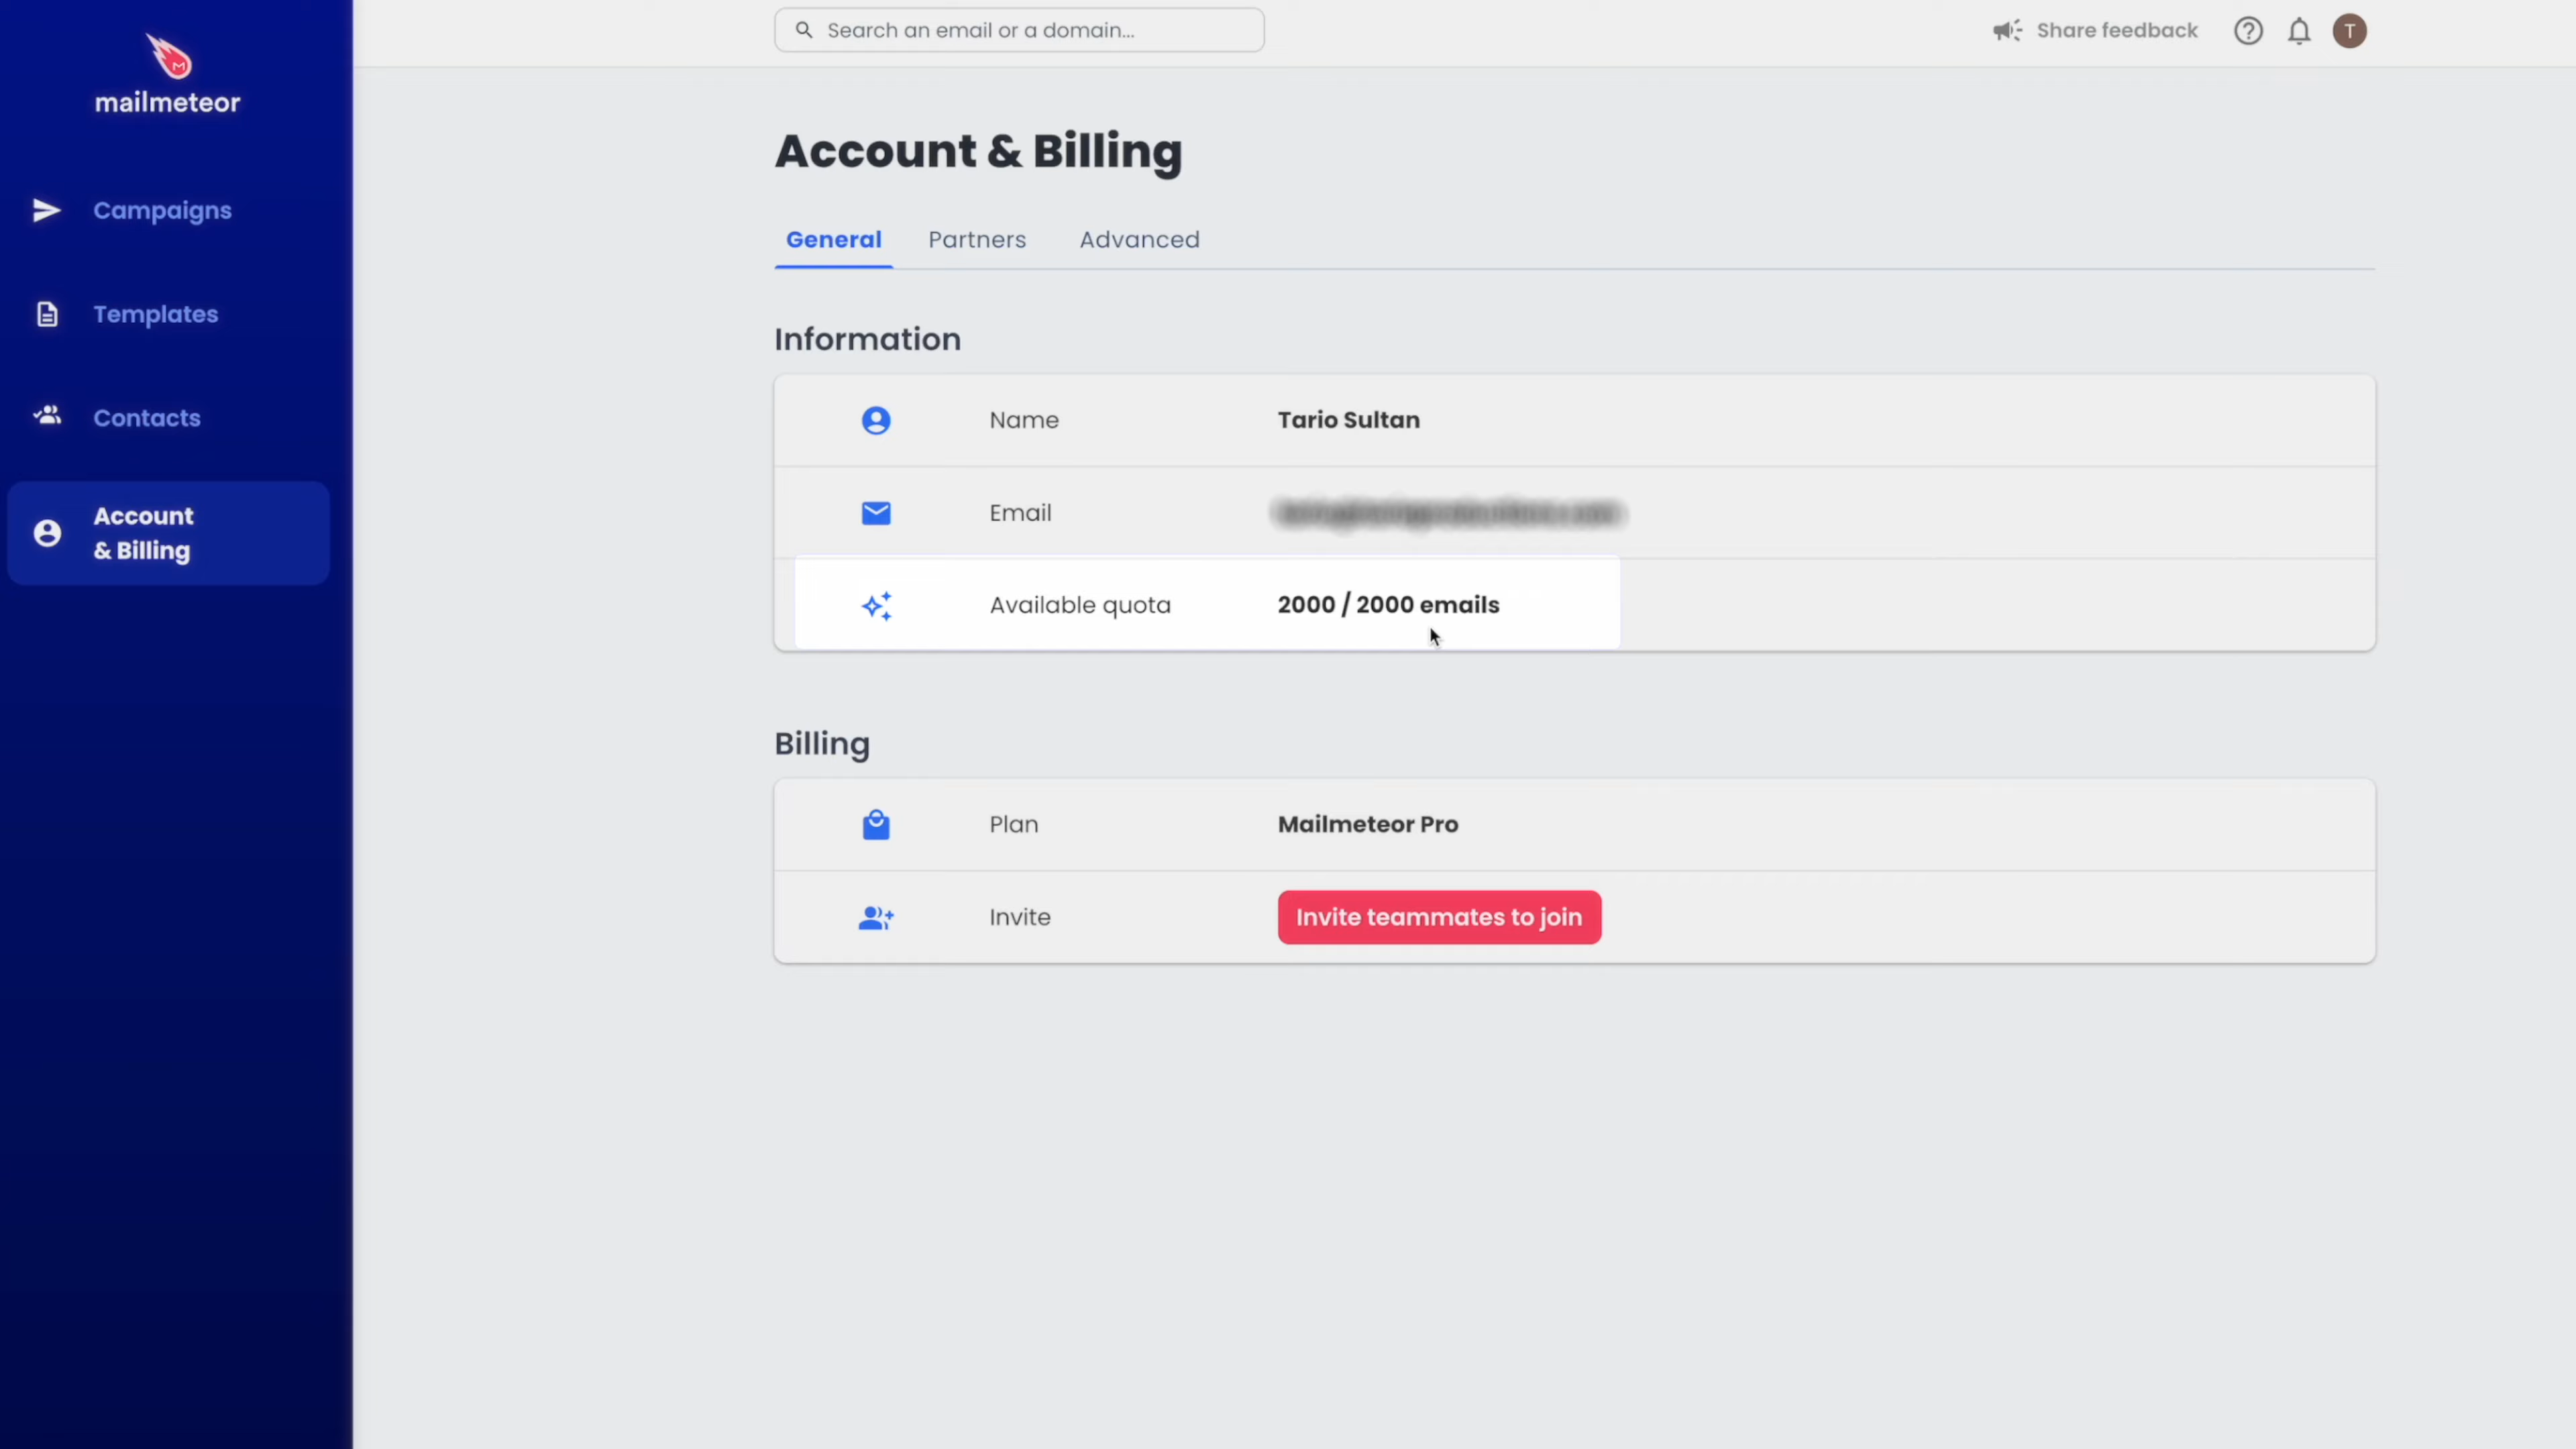 mailmeteor
Campaigns
Templates
Contacts
Account
& Billing
Search an email or a domain...
Share feedback
T
Account & Billing
General
Partners
Advanced
Information
Name
Tario Sultan
Email
Available quota
2000 / 2000 emails
Billing
Plan
Mailmeteor Pro
Invite
Invite teammates to join